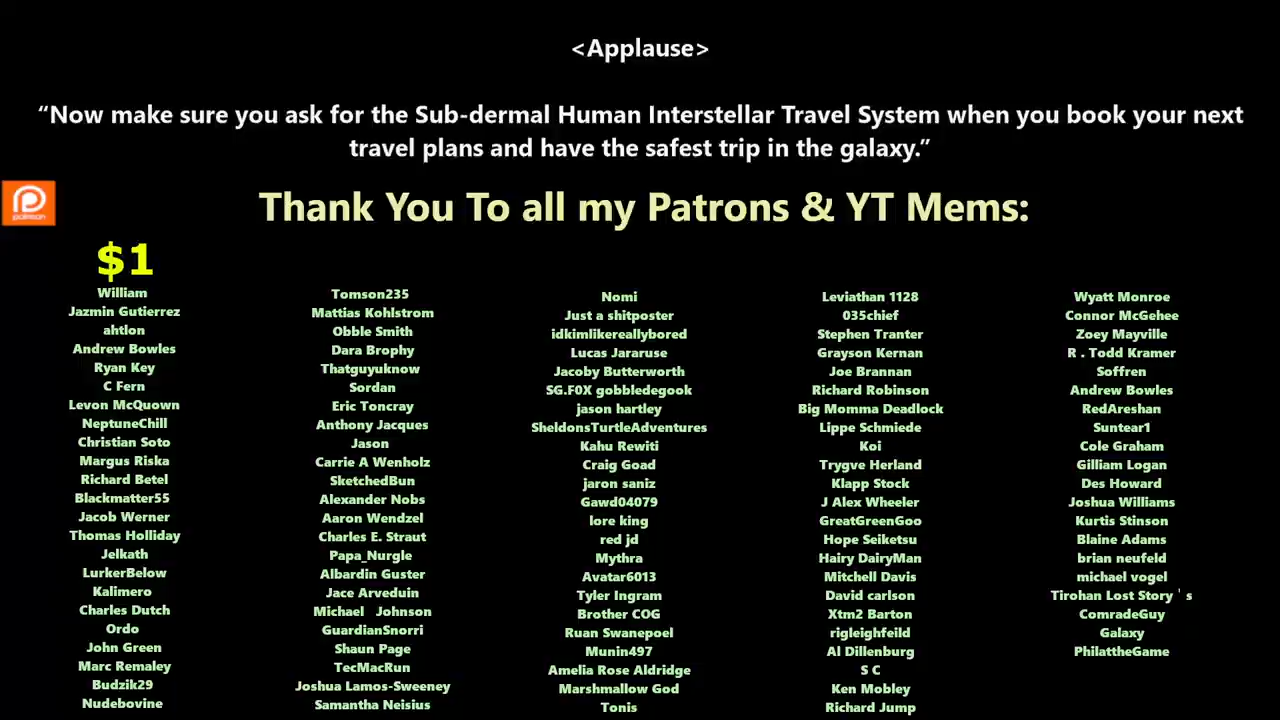 <Applause>
“Now make sure you ask for the Sub-dermal Human Interstellar Travel System when you book your next
travel plans and have the safest trip in the galaxy.”
patreon
Thank You To all my Patrons & YT Mems:
$1
William
Jazmin Gutierrez
ahtlon
Andrew Bowles
Ryan Key
C Fern
Levon McQuown
NeptuneChill
Christian Soto
Margus Riska
Richard Betel
Blackmatter55
Jacob Werner
Thomas Holliday
Jelkath
LurkerBelow
Kalimero
Charles Dutch
Ordo
John Green
Marc Remaley
Budzik29
Nudebovine
Tomson235
Mattias Kohlstrom
Obble Smith
Dara Brophy
Thatguyuknow
Sordan
Eric Toncray
Anthony Jacques
Jason
Carrie A Wenholz
SketchedBun
Alexander Nobs
Aaron Wendzel
Charles E. Straut
Papa_Nurgle
Albardin Guster
Jace Arveduin
Michael Johnson
GuardianSnorri
Shaun Page
TecMacRun
Joshua Lamos-Sweeney
Samantha Neisius
Nomi
Just a shitposter
idkimlikereallybored
Lucas Jararuse
Jacoby Butterworth
SG.F0X gobbledegook
jason hartley
SheldonsTurtleAdventures
Kahu Rewiti
Craig Goad
jaron saniz
Gawd04079
lore king
red jd
Mythra
Avatar6013
Tyler Ingram
Brother COG
Ruan Swanepoel
Munin497
Amelia Rose Aldridge
Marshmallow God
Tonis
Leviathan 1128
035chief
Stephen Tranter
Grayson Kernan
Joe Brannan
Richard Robinson
Big Momma Deadlock
Lippe Schmiede
Koi
Trygve Herland
Klapp Stock
J Alex Wheeler
GreatGreenGoo
Hope Seiketsu
Hairy DairyMan
Mitchell Davis
David carlson
Xtm2 Barton
rigleighfeild
Al Dillenburg
S C
Ken Mobley
Richard Jump
Wyatt Monroe
Connor McGehee
Zoey Mayville
R . Todd Kramer
Soffren
Andrew Bowles
RedAreshan
Suntear1
Cole Graham
Gilliam Logan
Des Howard
Joshua Williams
Kurtis Stinson
Blaine Adams
brian neufeld
michael vogel
Tirohan Lost Story ' s
ComradeGuy
Galaxy
PhilattheGame